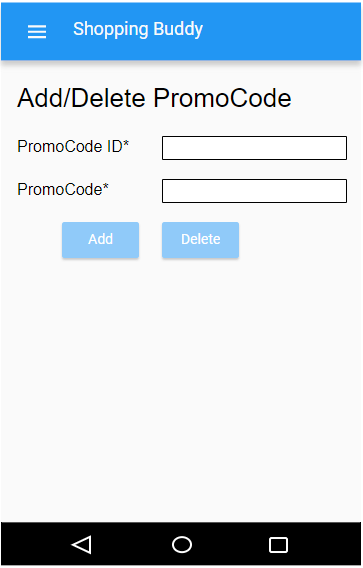 Shopping Buddy
Add/Delete PromoCode
PromoCode ID*
PromoCode*
Add Delete